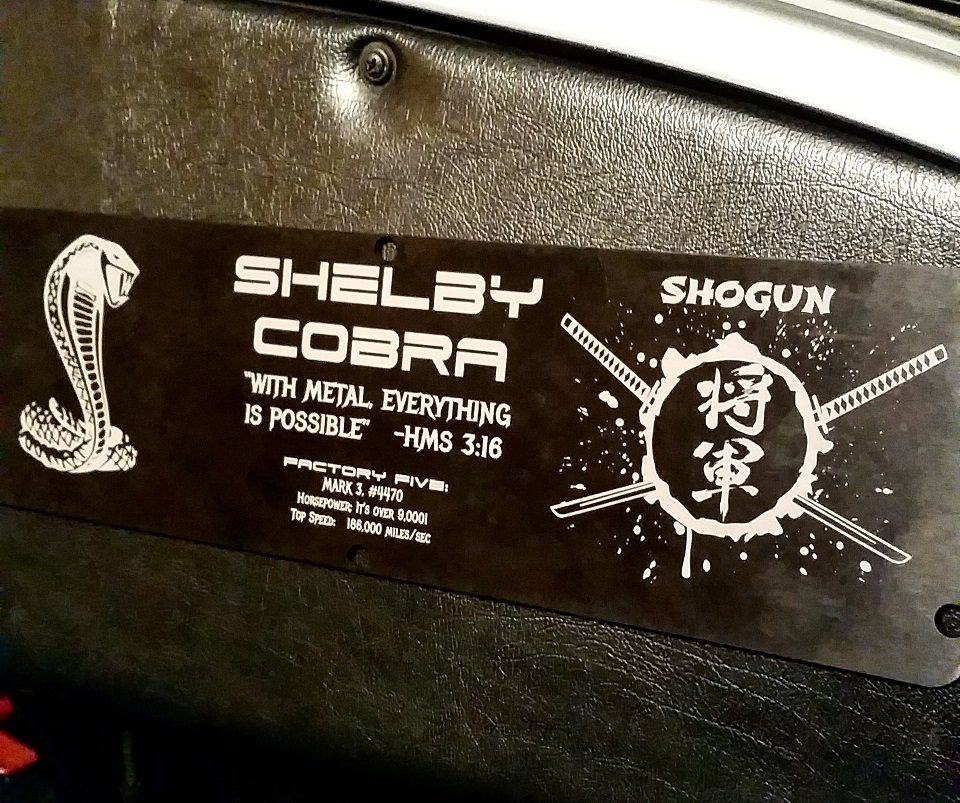 SHELBY
COBRA
"WITH METAL, EVERYTHING
IS POSSIBLE" -HMS 3:16
FACTORY FIVE:
MARK 3, #4470
HORSEPOWER: IT'S OVER 9,000!
TOP SPEED: 186,000 MILES/SEC
SHOGUN
将
軍